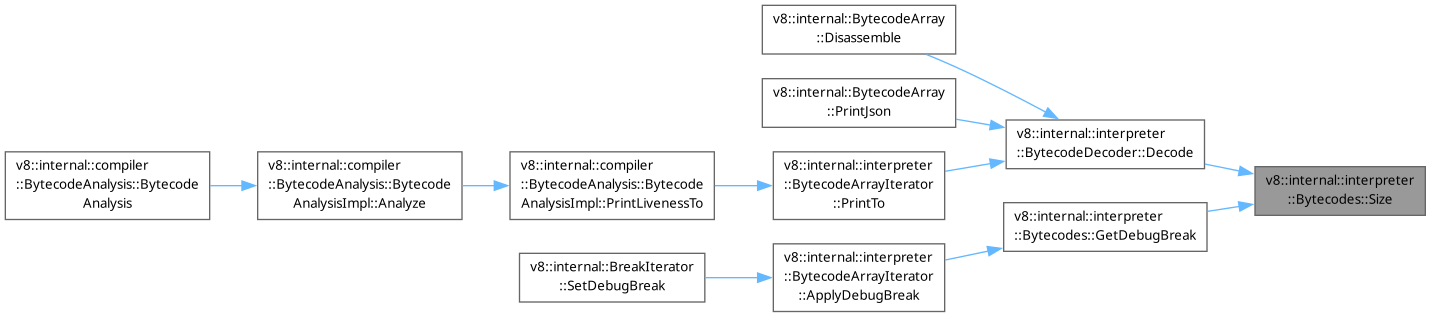 v8::internal::BytecodeArray
::Disassemble
v8::internal::BytecodeArray
::PrintJson
v8::internal::interpreter
::BytecodeDecoder::Decode
v8::internal::compiler
::BytecodeAnalysis::Bytecode
Analysis
v8::internal::compiler
::BytecodeAnalysis::Bytecode
AnalysisImpl::Analyze
v8::internal::compiler
::BytecodeAnalysis::Bytecode
AnalysisImpl::PrintLivenessTo
v8::internal::interpreter
::BytecodeArrayIterator
::PrintTo
v8::internal::interpreter
::Bytecodes::Size
v8::internal::interpreter
::Bytecodes::GetDebugBreak
v8::internal::BreakIterator
::SetDebugBreak
v8::internal::interpreter
::BytecodeArrayIterator
::ApplyDebugBreak